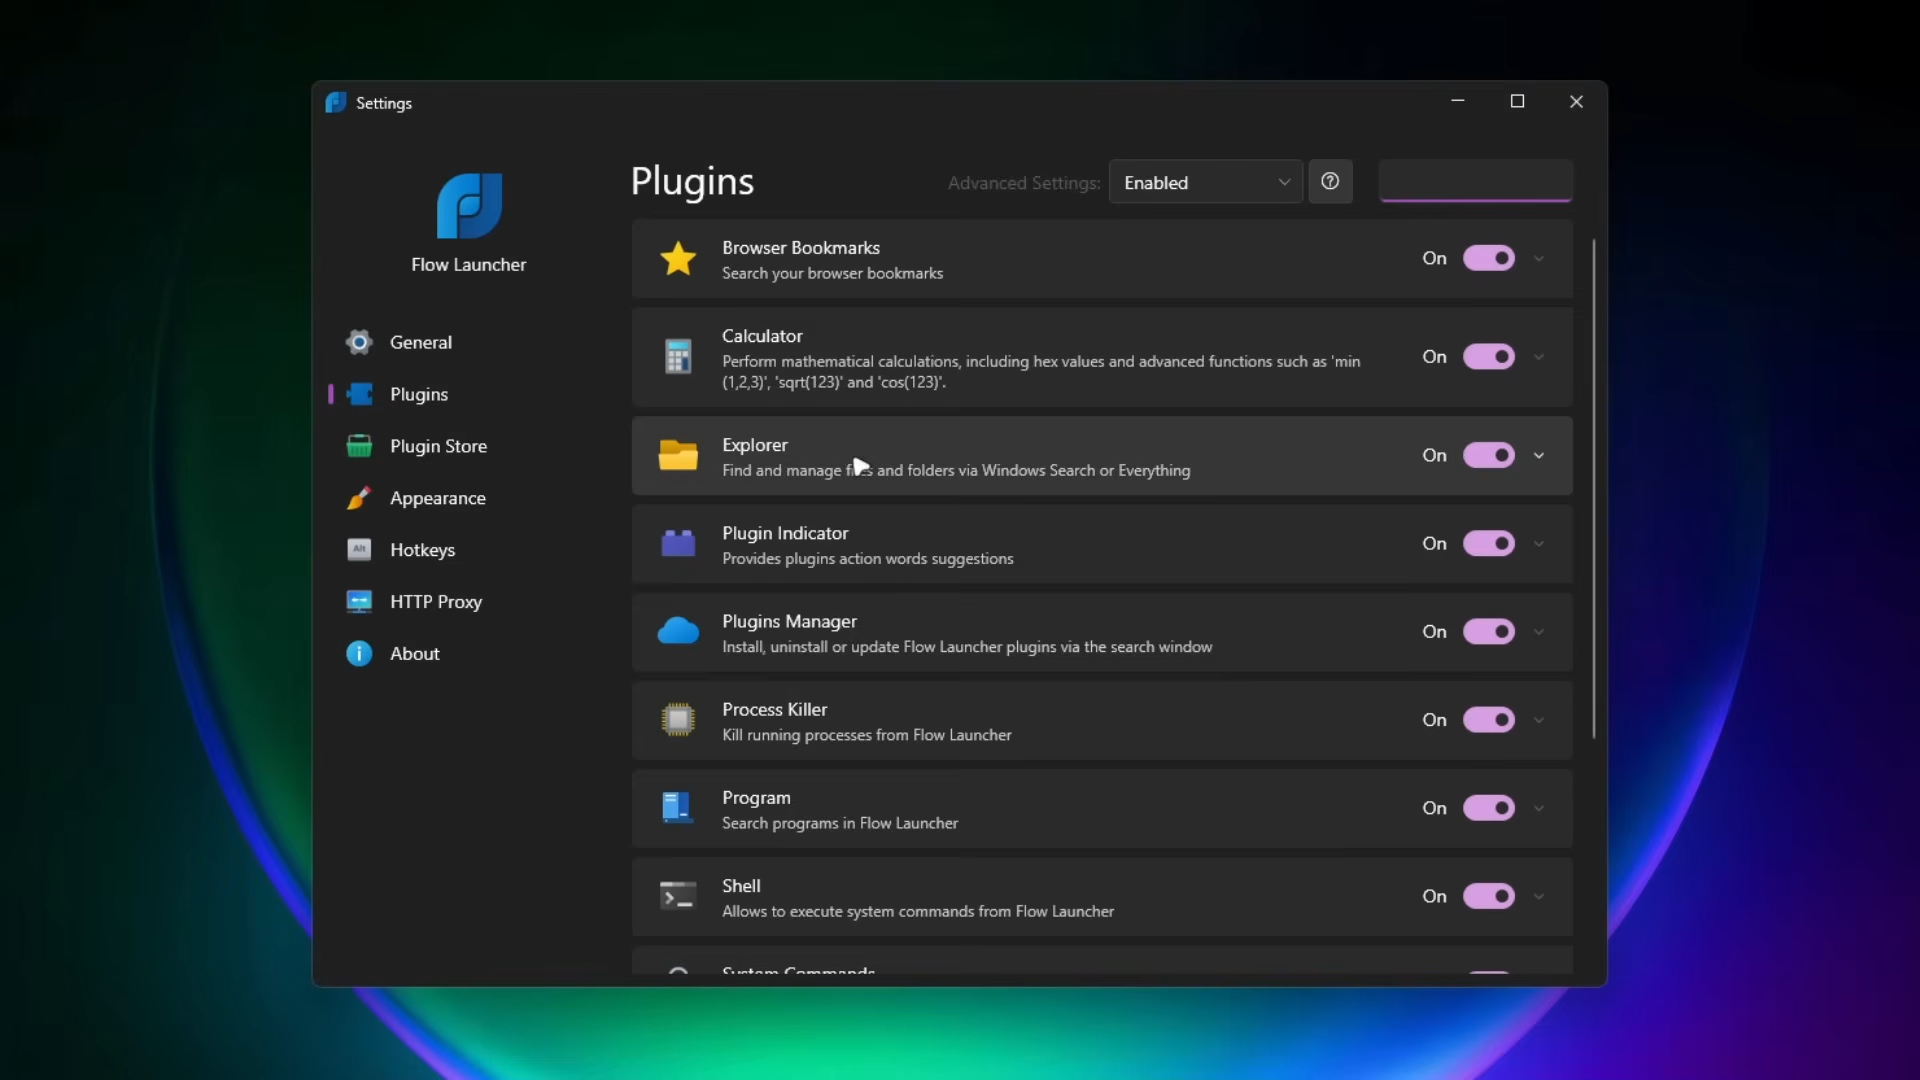 Settings
Flow Launcher
General
Plugins
Plugin Store
Appearance
Alt
Hotkeys
HTTP Proxy
About
Plugins
Advanced Settings:
Enabled
Browser Bookmarks
Search your browser bookmarks
On
Calculator
Perform mathematical calculations, including hex values and advanced functions such as 'min
(1,2,3)', 'sqrt(123)' and 'cos(123)'.
On
Explorer
Find and manage files and folders via Windows Search or Everything
On
Plugin Indicator
Provides plugins action words suggestions
On
Plugins Manager
Install, uninstall or update Flow Launcher plugins via the search window
On
Process Killer
Kill running processes from Flow Launcher
On
Program
Search programs in Flow Launcher
On
Shell
Allows to execute system commands from Flow Launcher
On
System Commands